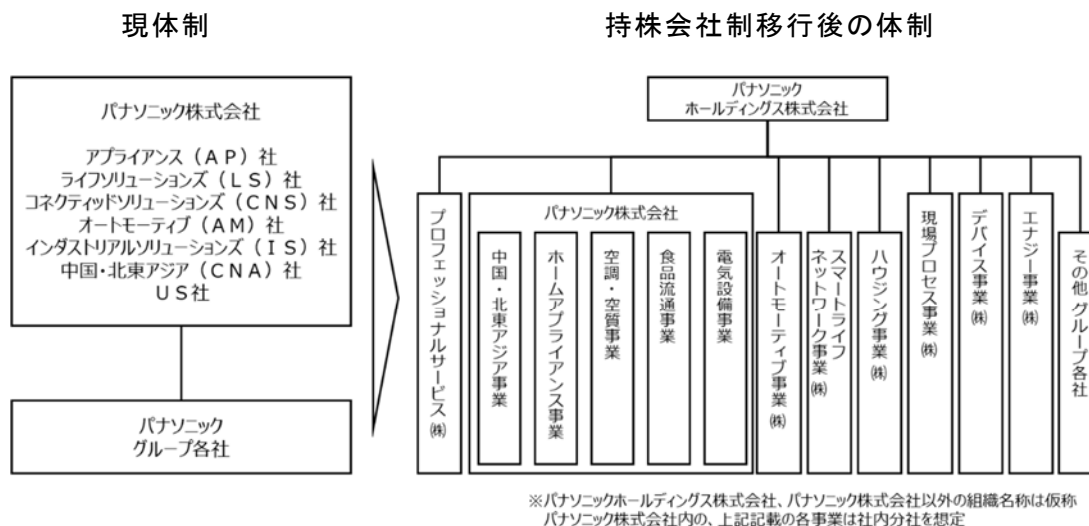 現体制
持株会社制移行後の体制
パナソニック株式会社
アプライアンス（ＡＰ）社
ライフソリューションズ（ＬＳ）社
コネクティッドソリューションズ（ＣＮＳ）社
オートモーティブ（ＡＭ）社
インダストリアルソリューションズ（ＩＳ）社
中国・北東アジア（ＣＮＡ）社
ＵＳ社
パナソニック
グループ各社
パナソニック
ホールディングス株式会社
プロフェッショナルサービス㈱
パナソニック株式会社
中国・北東アジア事業
ホームアプライアンス事業
空調・空質事業
食品流通事業
電気設備事業
オートモーティブ事業㈱
スマートライフ
ネットワーク事業㈱
ハウジング事業㈱
現場プロセス事業㈱
デバイス事業㈱
エナジー事業㈱
その他 グループ各社
※パナソニックホールディングス株式会社、パナソニック株式会社以外の組織名称は仮称
パナソニック株式会社内の、上記記載の各事業は社内分社を想定